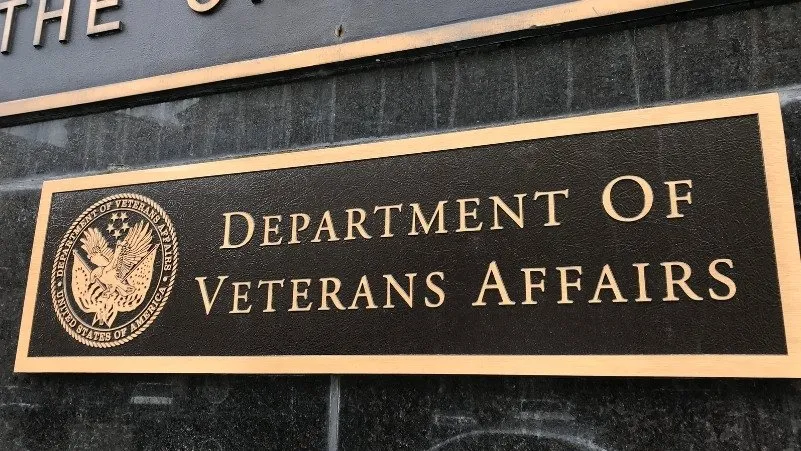 THE
DEPARTMENT OF
VETERANS AFFAIRS
DEPARTMENT OF VETERANS AFFAIRS
UNITED STATES OF AMERICA